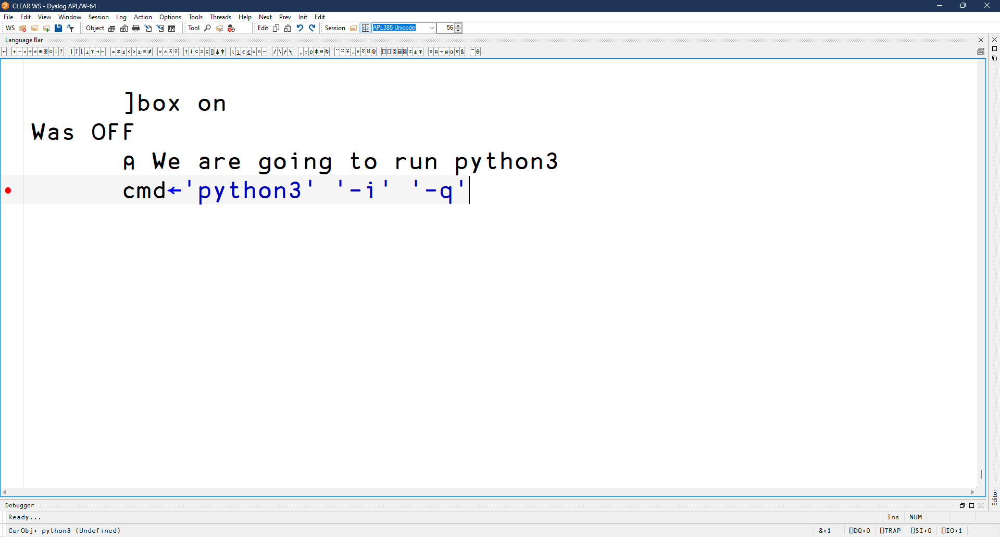 CLEAR WS - Dyalog APL/W-64
File Edit View Window Session Log Action Options Tools Threads Help Next Prev Init Edit
WS Object Tool Edit Session APL385 Unicode 56
Language Bar
← +-×÷*⍟⌹○!? |⌈⌊⊥⊤⊣⊢ =≠≤<>≥≡≢ ∨∧⍲⍱ ↑↓⊂⊃⊆⌷⍋⍒ ⍳⍸∊⍷∪∩~ /\⌿⍀ ,⍪⍴⌽⊖⍉ ¨⍨⍣.∘⍤⍥@ ⍞⎕⍠⌸⌺⌶⍎⍕ ⋄⍝→⍵⍺∇& ¯⍬
]box on
Was OFF
⍝ We are going to run python3
cmd←'python3' '-i' '-q'
Editor
Debugger
Ready...
Ins NUM
CurObj: python3 (Undefined)
&:1 ⎕DQ:0 ⎕TRAP ⎕SI:0 ⎕IO:1